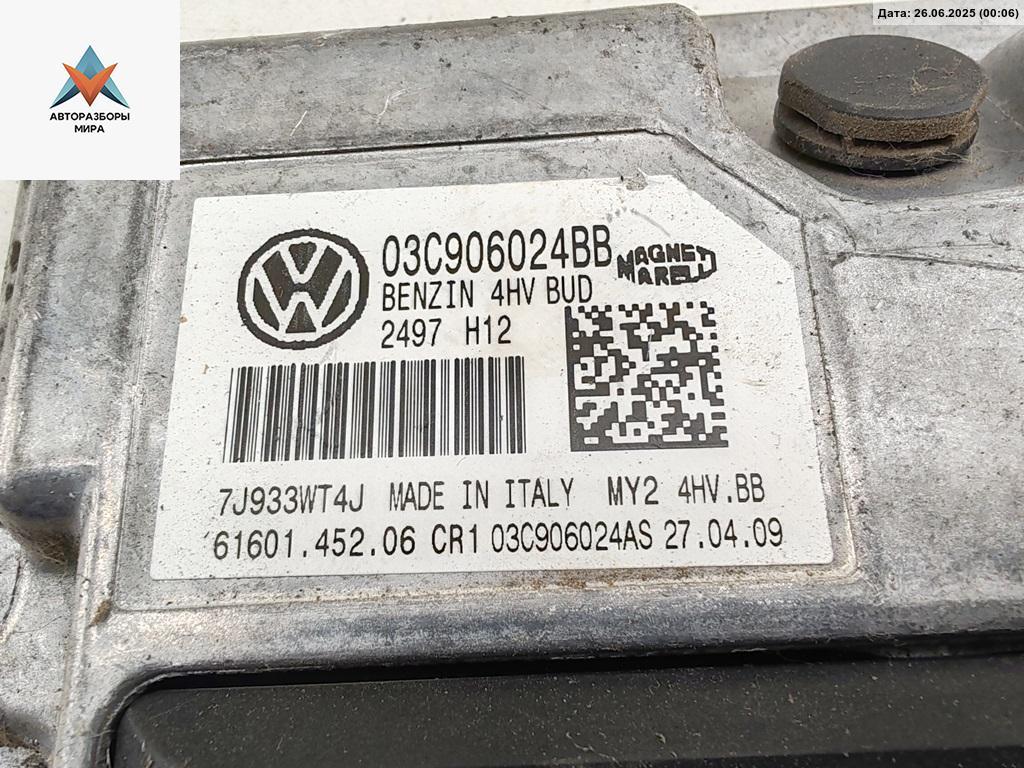 Дата: 26.06.2025 (00:06)
АВТОРАЗБОРЫ
МИРА
03C906024BB
MAGNETI
MARELLI
BENZIN 4HV BUD
2497 H12
7J933WT4J MADE IN ITALY MY2 4HV.BB
61601.452.06 CR1 03C906024AS 27.04.09